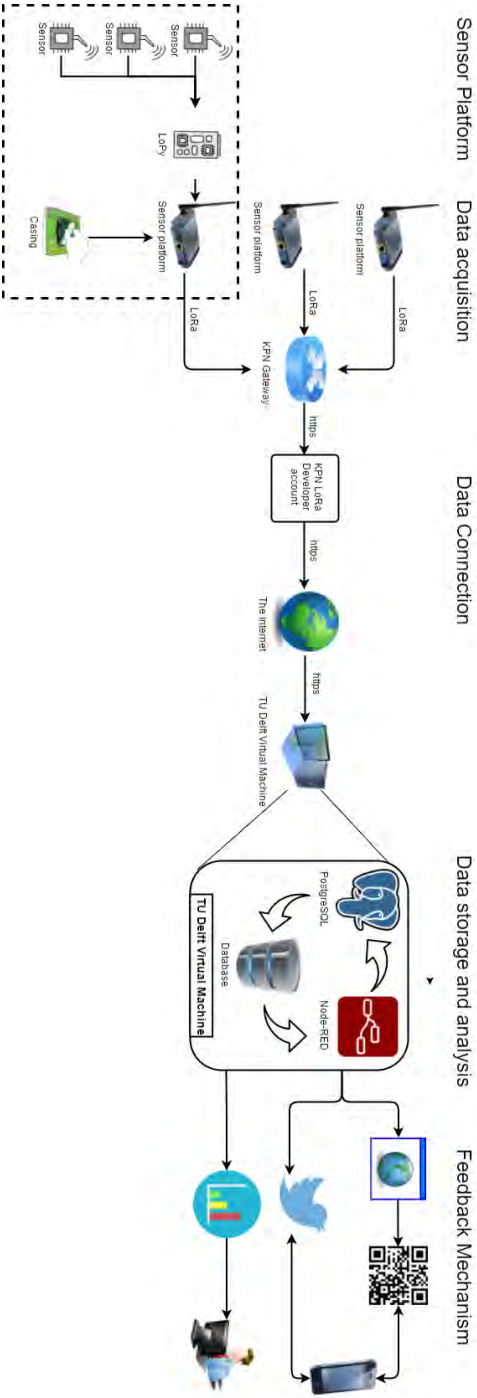 Sensor Platform
Data acquisition
Data Connection
Data storage and analysis
Feedback Mechanism
Sensor
Sensor
Sensor
LoPy
Casing
Sensor platform
Sensor platform
Sensor platform
LoRa
LoRa
LoRa
KPN Gateway
https
KPN LoRa
Developer
account
https
The Internet
https
TU Delft Virtual Machine
PostgreSQL
Node-RED
Database
TU Delft Virtual Machine